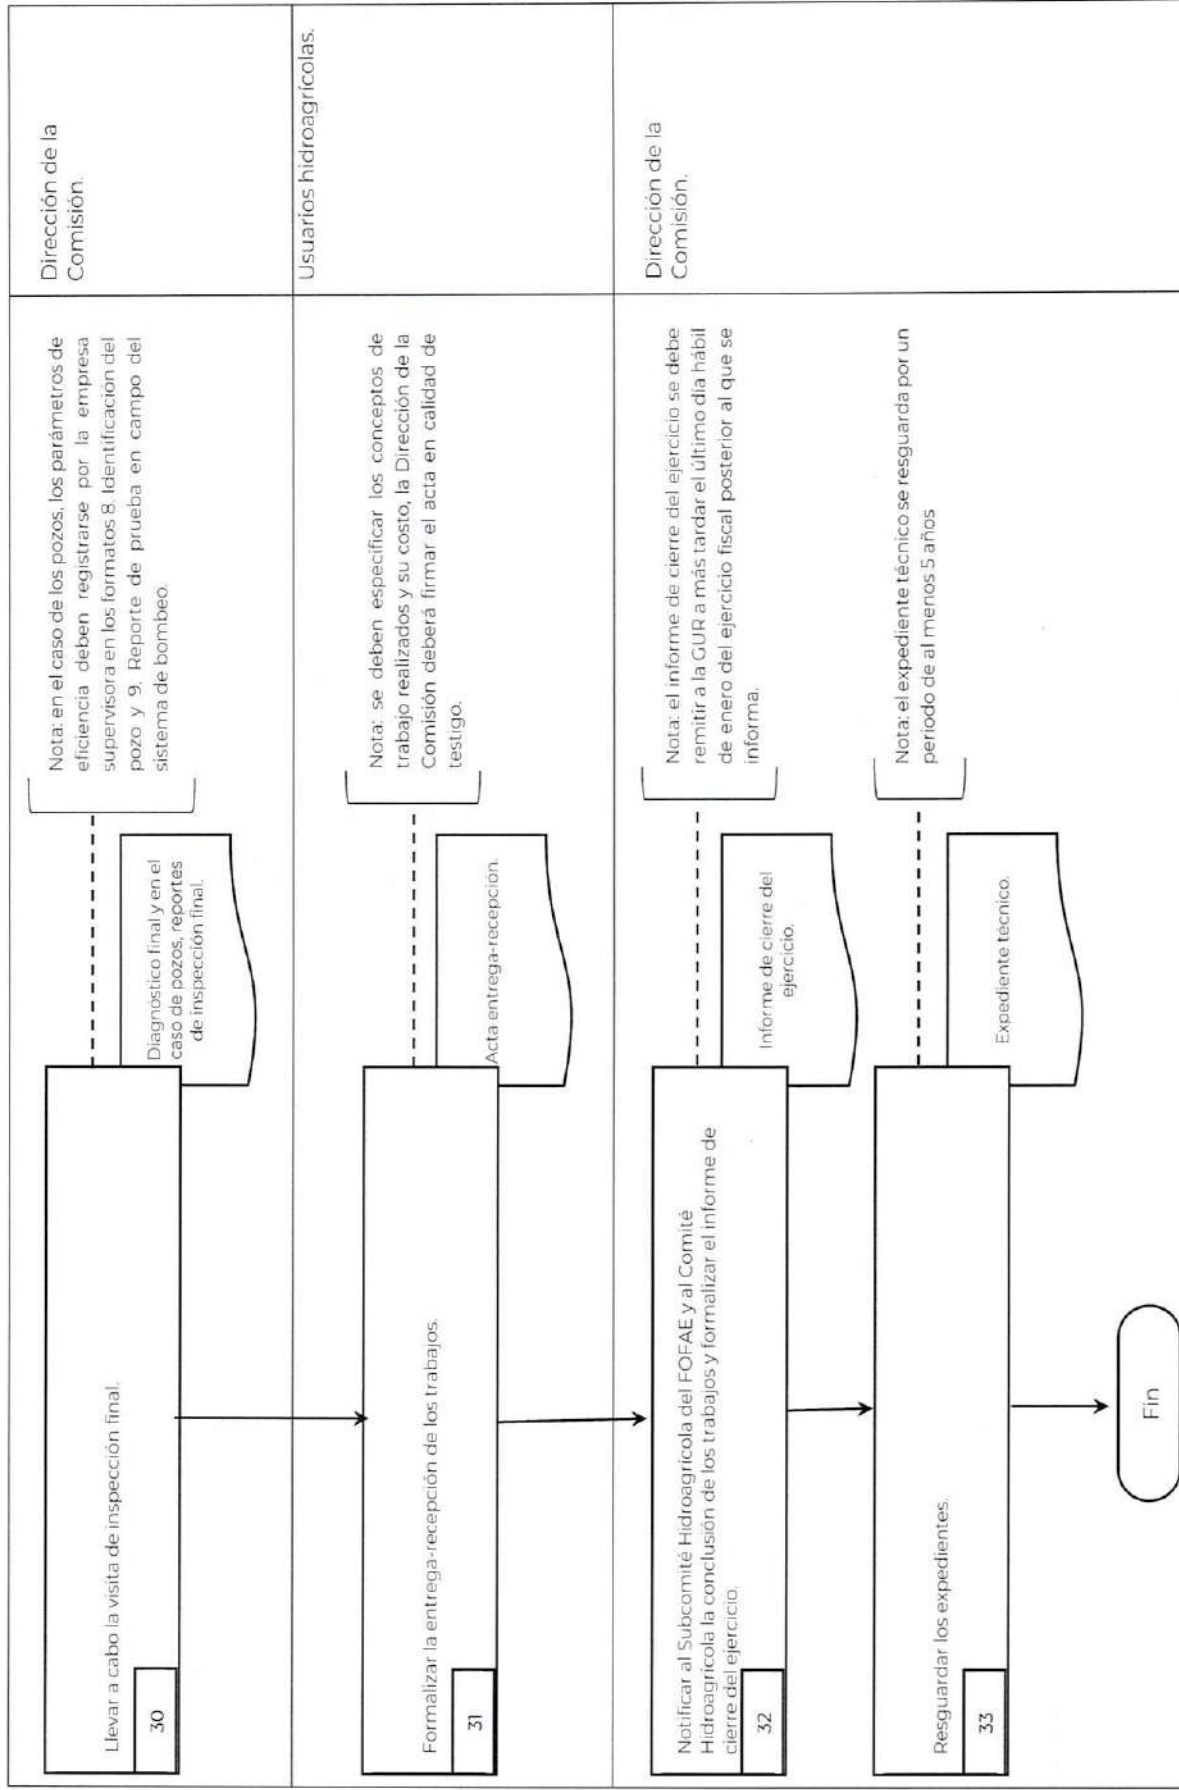 Llevar a cabo la visita de inspección final.
30
Diagnóstico final y en el
caso de pozos, reportes
de inspección final.
Nota: en el caso de los pozos, los parámetros de
eficiencia deben registrarse por la empresa
supervisora en los formatos 8. Identificación del
pozo y 9. Reporte de prueba en campo del
sistema de bombeo.
Dirección de la
Comisión.
Formalizar la entrega-recepción de los trabajos.
31
Acta entrega-recepción.
Nota: se deben especificar los conceptos de
trabajo realizados y su costo, la Dirección de la
Comisión deberá firmar el acta en calidad de
testigo.
Usuarios hidroagrícolas.
Notificar al Subcomité Hidroagrícola del FOFAE y al Comité
Hidroagrícola la conclusión de los trabajos y formalizar el informe de
cierre del ejercicio.
32
Informe de cierre del
ejercicio.
Nota: el informe de cierre del ejercicio se debe
remitir a la GUR a más tardar el último día hábil
de enero del ejercicio fiscal posterior al que se
informa.
Dirección de la
Comisión.
Resguardar los expedientes.
33
Expediente técnico.
Nota: el expediente técnico se resguarda por un
periodo de al menos 5 años
Fin